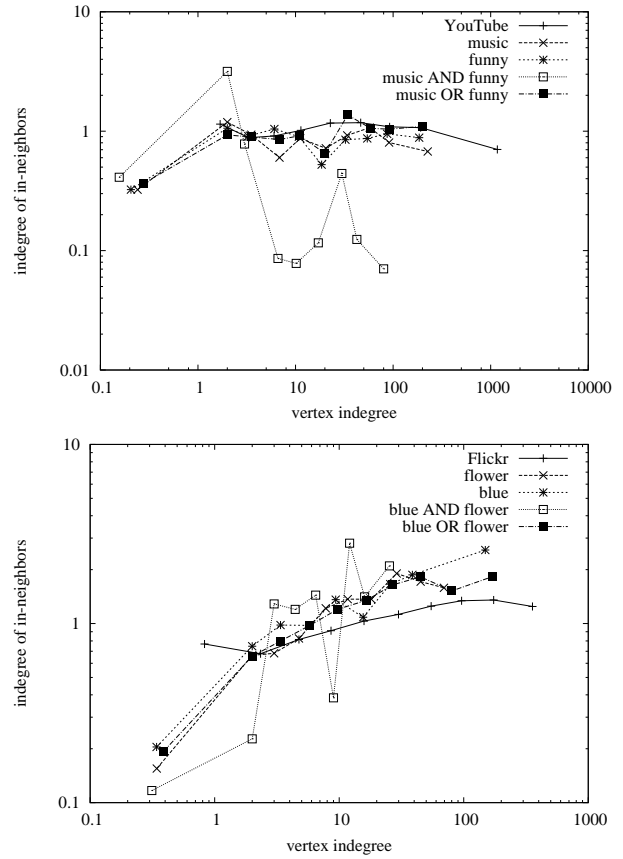 10
1
0.1
0.01
0.1
1
10
100
1000
10000
indegree of in-neighbors
vertex indegree
YouTube
music
funny
music AND funny
music OR funny
10
1
0.1
0.1
1
10
100
1000
indegree of in-neighbors
vertex indegree
Flickr
flower
blue
blue AND flower
blue OR flower